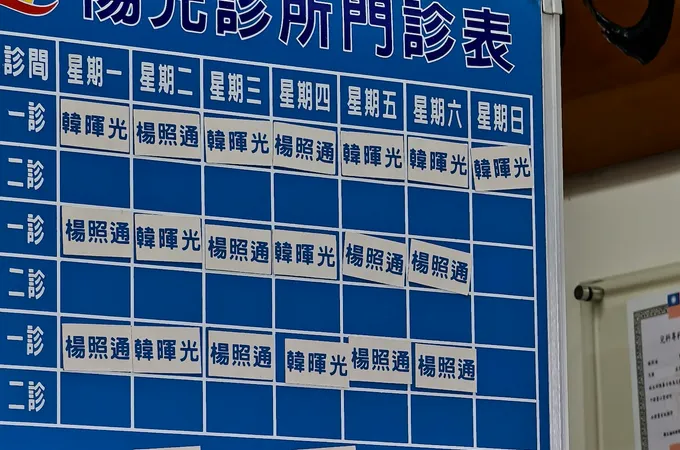 陽光診所門診表
診間 星期一 星期二 星期三 星期四 星期五 星期六 星期日
一診 韓暉光 楊照通 韓暉光 楊照通 韓暉光 韓暉光 韓暉光
二診
一診 楊照通 韓暉光 楊照通 韓暉光 楊照通 楊照通
二診
一診 楊照通 韓暉光 楊照通 韓暉光 楊照通 楊照通
二診